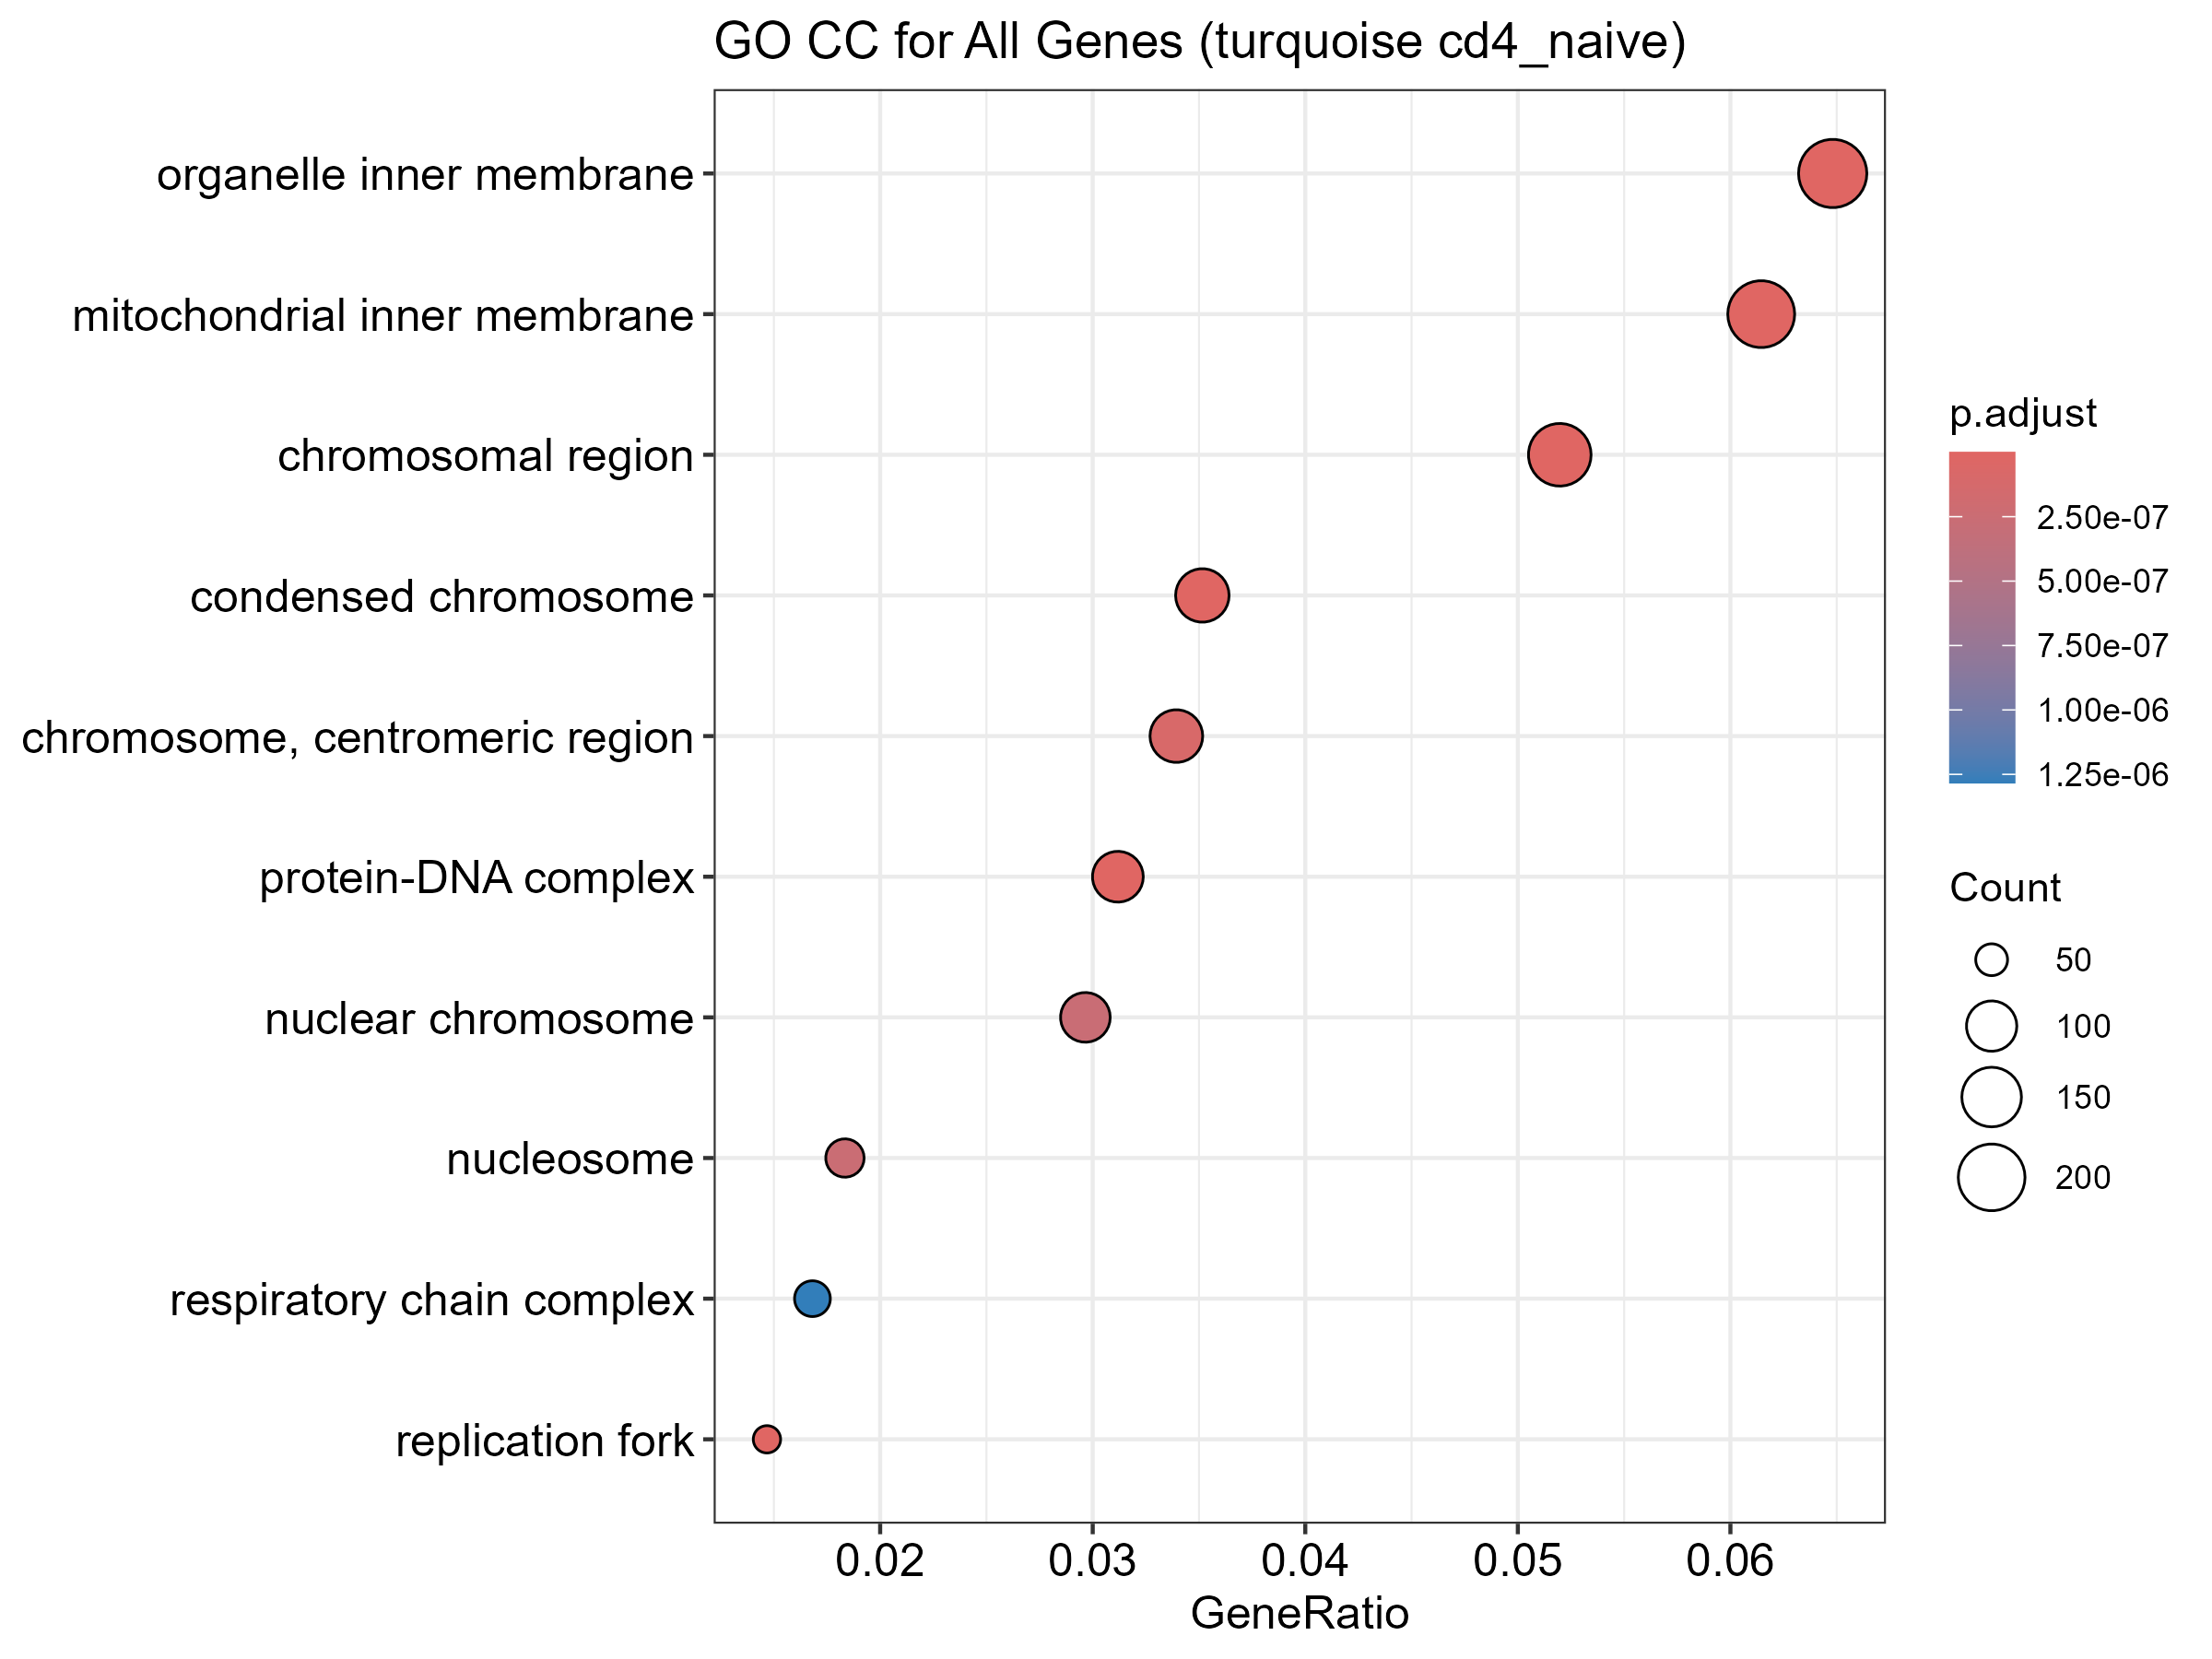 GO CC for All Genes (turquoise cd4_naive)
organelle inner membrane
mitochondrial inner membrane
chromosomal region
condensed chromosome
chromosome, centromeric region
protein-DNA complex
nuclear chromosome
nucleosome
respiratory chain complex
replication fork
0.02 0.03 0.04 0.05 0.06
GeneRatio
p.adjust
2.50e-07
5.00e-07
7.50e-07
1.00e-06
1.25e-06
Count
50
100
150
200